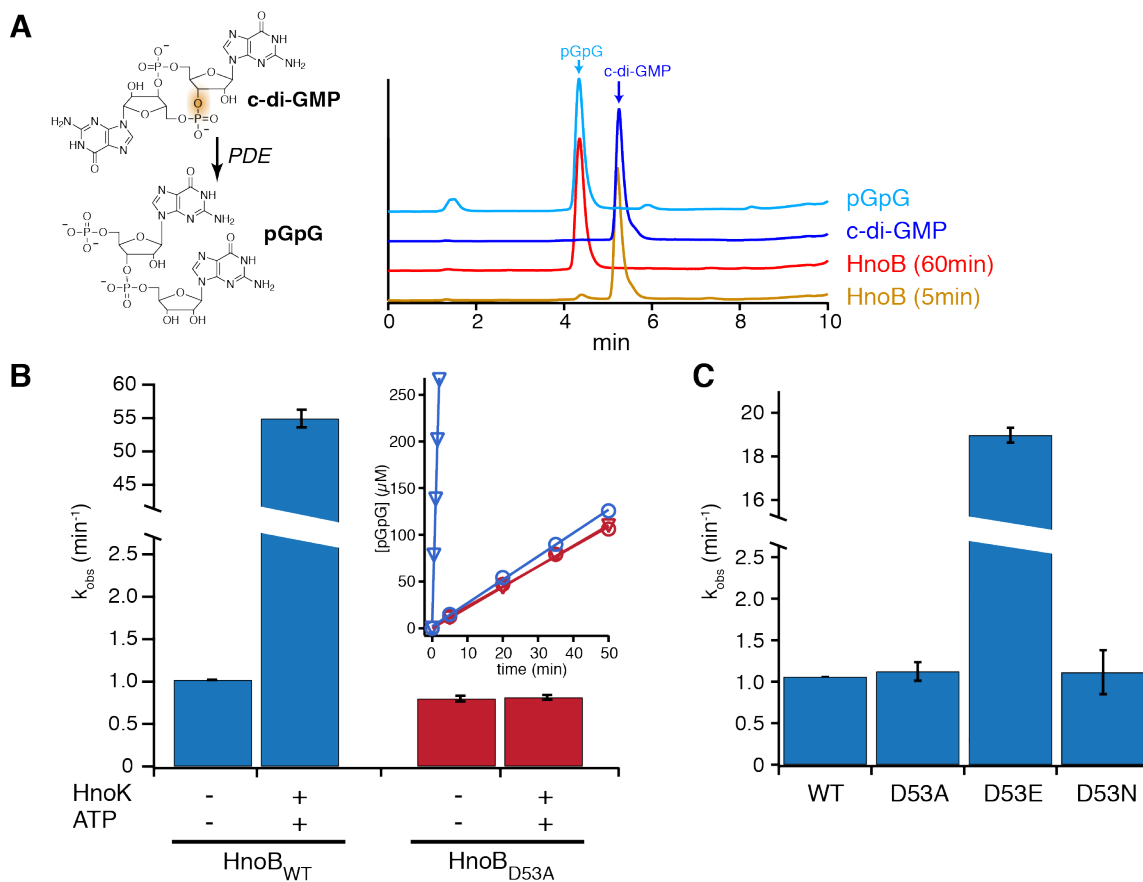 A
c-di-GMP
PDE
pGpG
pGpG
c-di-GMP
pGpG
c-di-GMP
HnoB (60min)
HnoB (5min)
0 2 4 6 8 10
min
B
60
55
50
45
2.5
2.0
1.5
1.0
0.5
0
k_obs (min⁻¹)
250
200
150
100
50
0
[pGpG] (µM)
0 10 20 30 40 50
time (min)
HnoK - + - +
ATP - + - +
HnoB_WT HnoB_D53A
C
20
18
16
2.5
2.0
1.5
1.0
0.5
0
k_obs (min⁻¹)
WT D53A D53E D53N